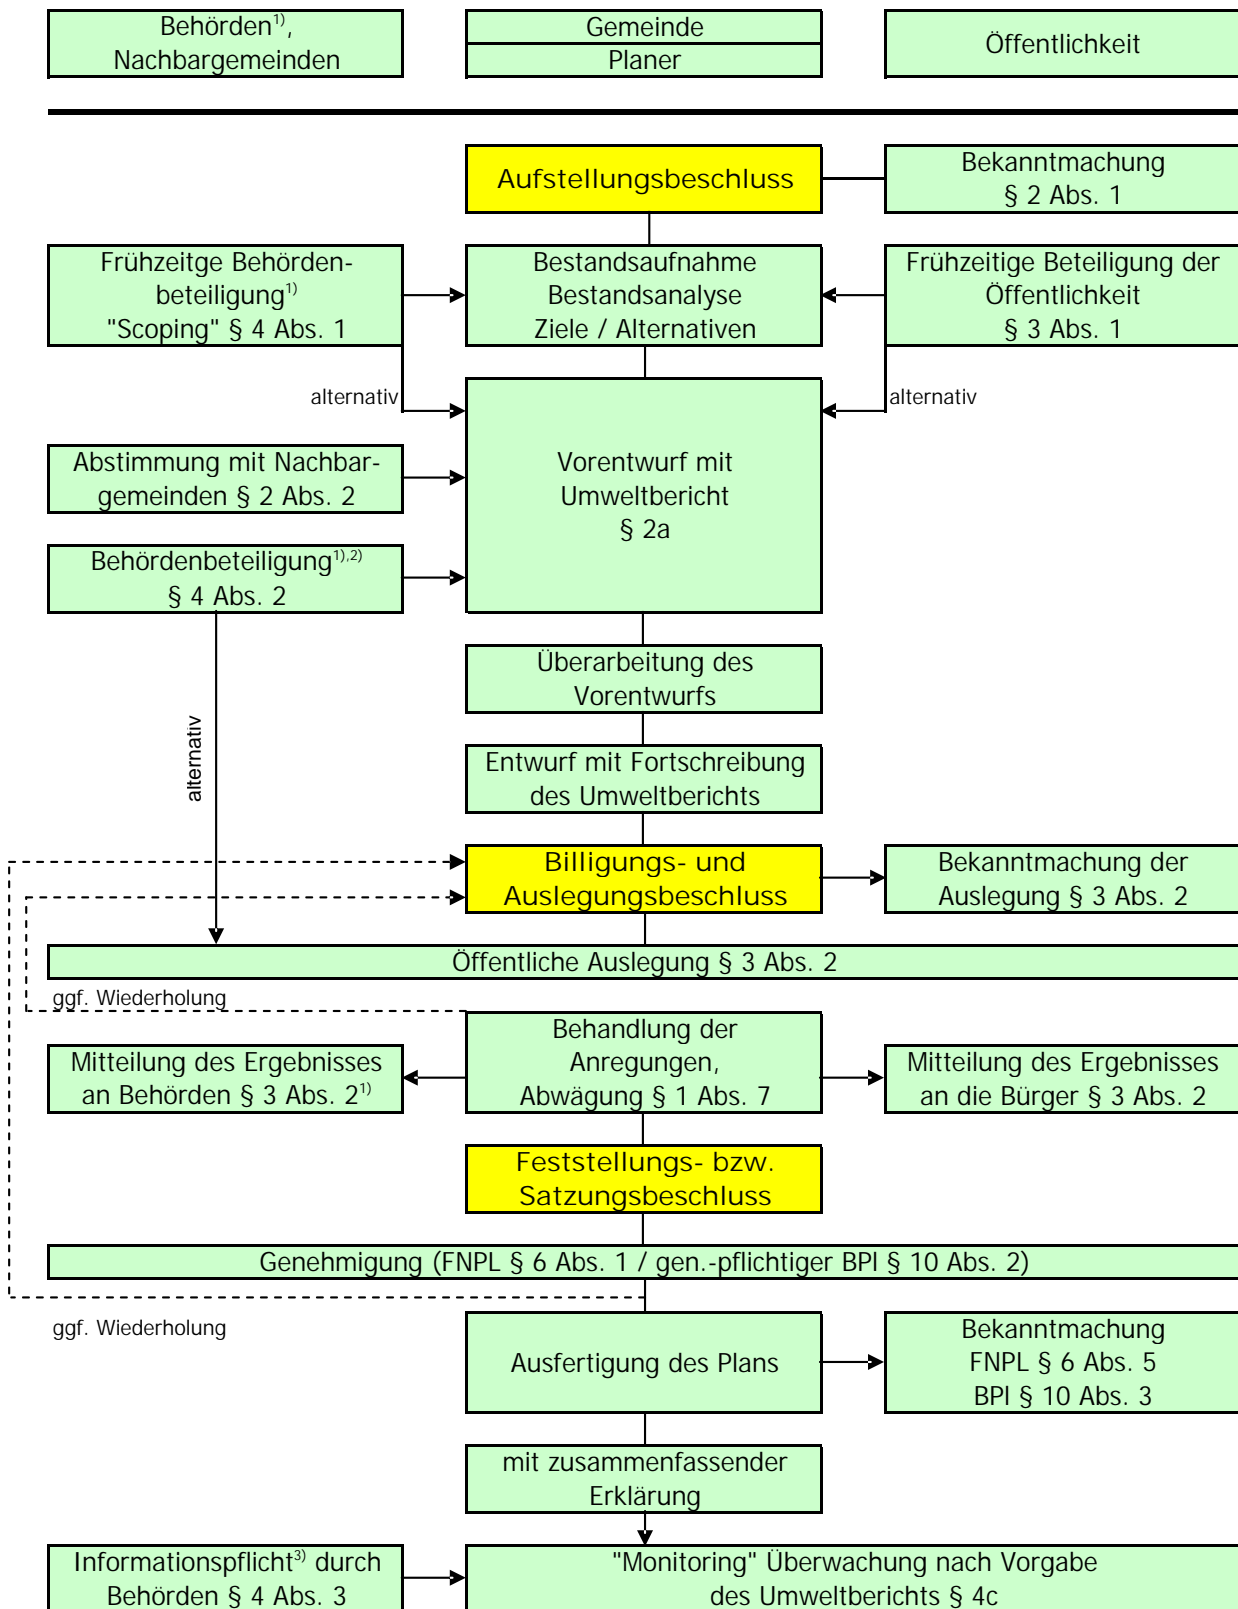 Behörden1),
Nachbargemeinden
Gemeinde
Planer
Öffentlichkeit
Aufstellungsbeschluss
Bekanntmachung
§ 2 Abs. 1
Frühzeitge Behörden-
beteiligung1)
"Scoping" § 4 Abs. 1
Bestandsaufnahme
Bestandsanalyse
Ziele / Alternativen
Frühzeitige Beteiligung der
Öffentlichkeit
§ 3 Abs. 1
alternativ
alternativ
Abstimmung mit Nachbar-
gemeinden § 2 Abs. 2
Vorentwurf mit
Umweltbericht
§ 2a
Behördenbeteiligung1),2)
§ 4 Abs. 2
Überarbeitung des
Vorentwurfs
alternativ
Entwurf mit Fortschreibung
des Umweltberichts
Billigungs- und
Auslegungsbeschluss
Bekanntmachung der
Auslegung § 3 Abs. 2
Öffentliche Auslegung § 3 Abs. 2
ggf. Wiederholung
Mitteilung des Ergebnisses
an Behörden § 3 Abs. 21)
Behandlung der
Anregungen,
Abwägung § 1 Abs. 7
Mitteilung des Ergebnisses
an die Bürger § 3 Abs. 2
Feststellungs- bzw.
Satzungsbeschluss
Genehmigung (FNPL § 6 Abs. 1 / gen.-pflichtiger BPl § 10 Abs. 2)
ggf. Wiederholung
Ausfertigung des Plans
Bekanntmachung
FNPL § 6 Abs. 5
BPl § 10 Abs. 3
mit zusammenfassender
Erklärung
Informationspflicht3) durch
Behörden § 4 Abs. 3
"Monitoring" Überwachung nach Vorgabe
des Umweltberichts § 4c